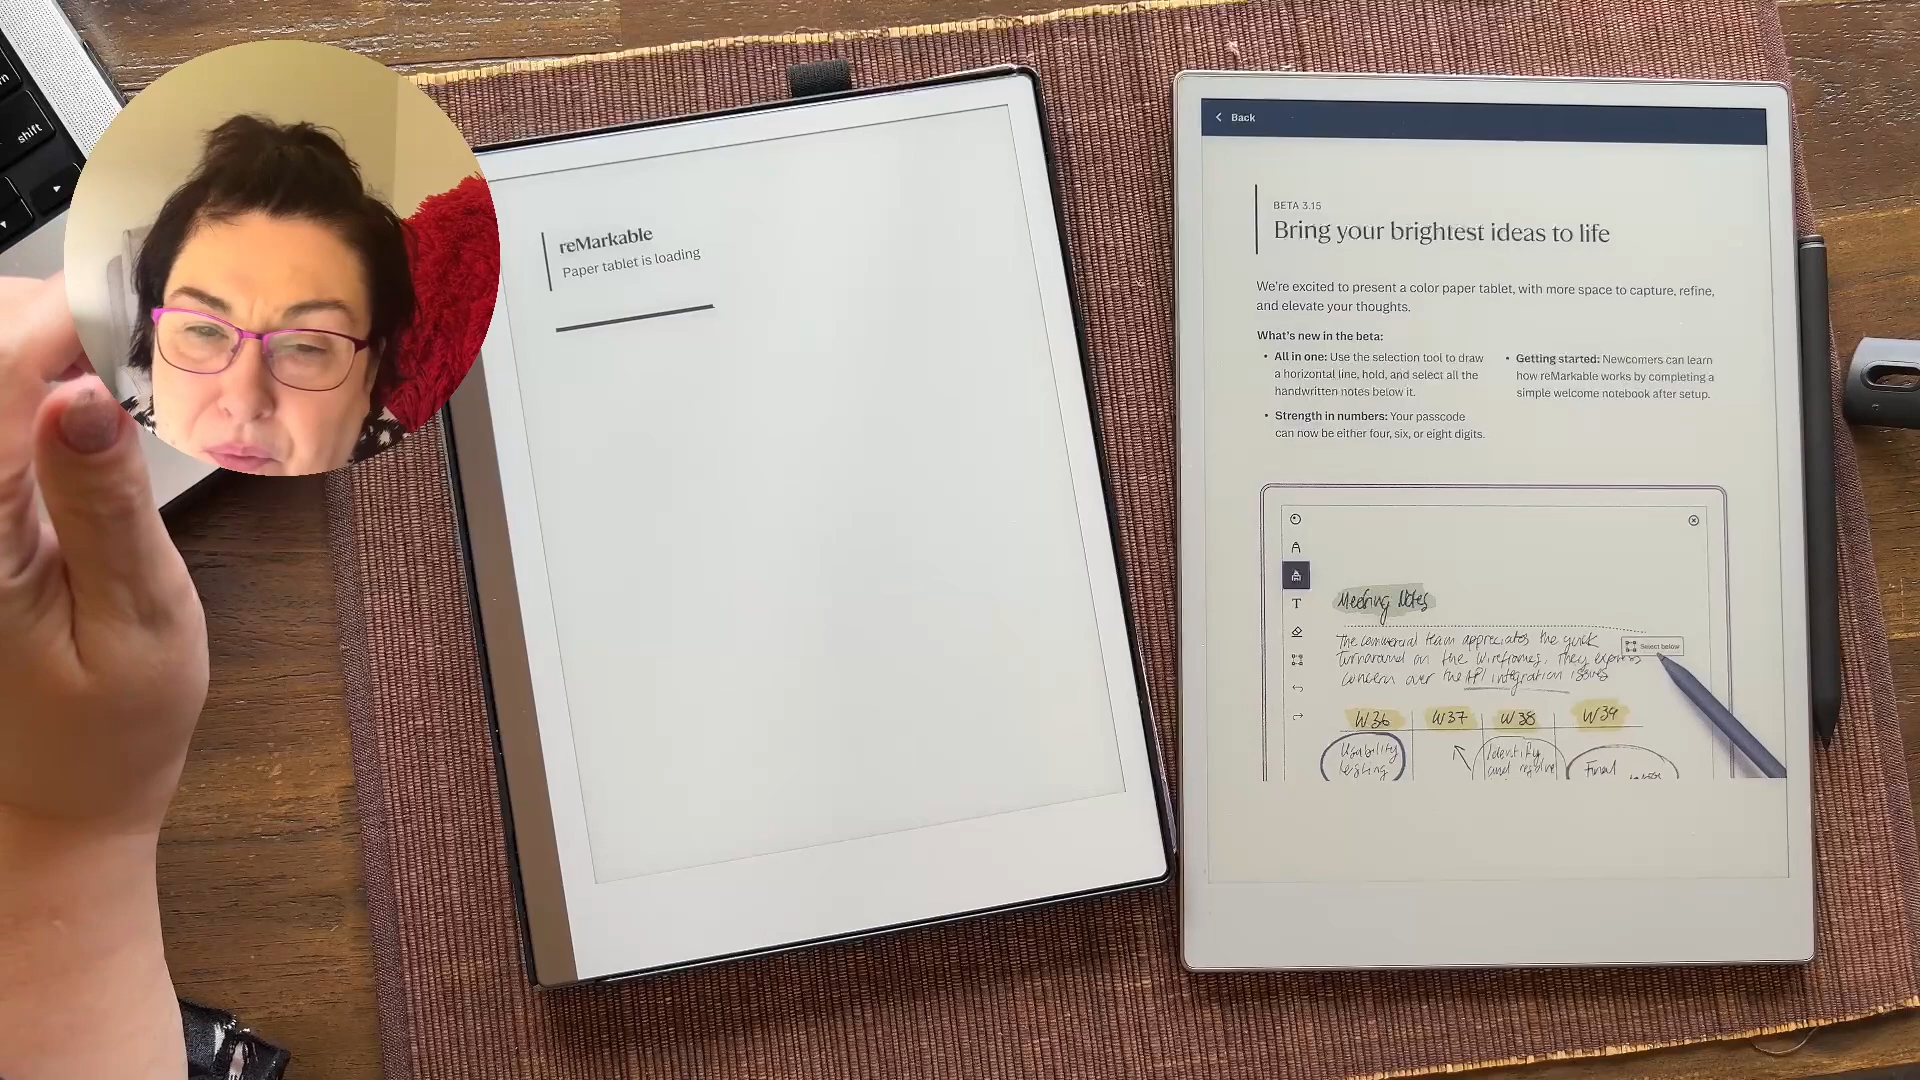 shift
reMarkable
Paper tablet is loading
Back
BETA 3.15
Bring your brightest ideas to life
We're excited to present a color paper tablet, with more space to capture, refine,
and elevate your thoughts.
What's new in the beta:
• All in one: Use the selection tool to draw
a horizontal line, hold, and select all the
handwritten notes below it.
• Strength in numbers: Your passcode
can now be either four, six, or eight digits.
• Getting started: Newcomers can learn
how reMarkable works by completing a
simple welcome notebook after setup.
T
Meeting Notes
The commercial team appreciates the quick
Select below
turnaround on the wireframes. They express
concern over the API integration issues
W36 W37 W38 W39
Usability
testing
Identify
and resolve
Final